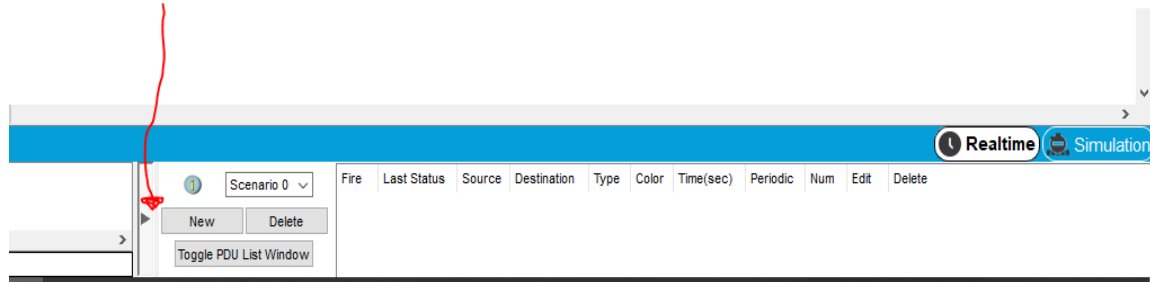 Realtime Simulation
1 Scenario 0 Fire Last Status Source Destination Type Color Time(sec) Periodic Num Edit Delete
New Delete
Toggle PDU List Window